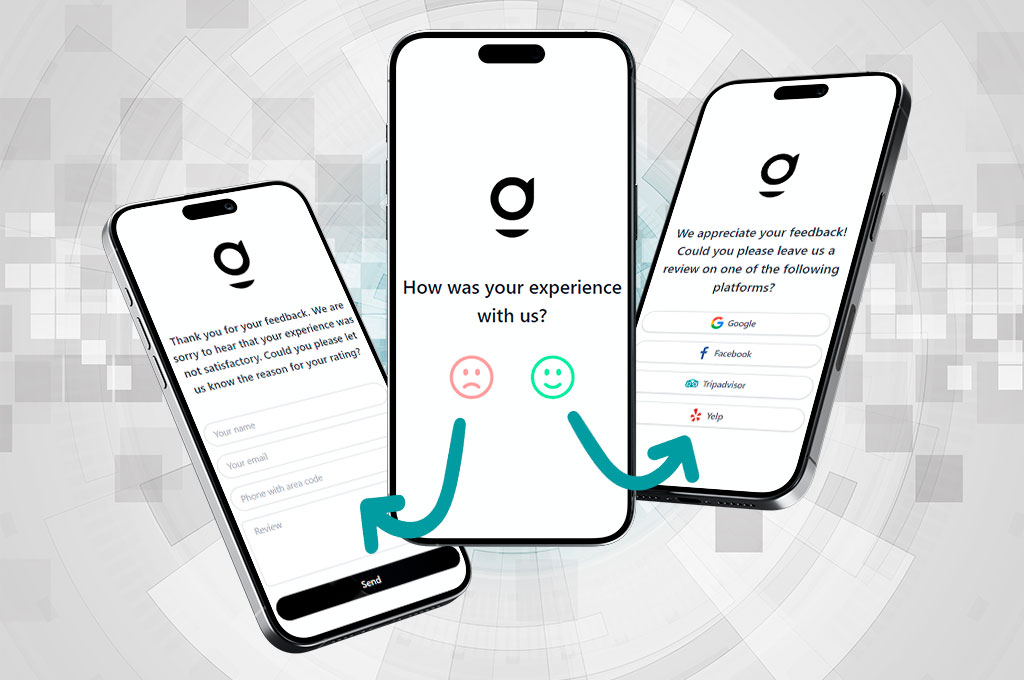 Thank you for your feedback. We are
sorry to hear that your experience was
not satisfactory. Could you please let
us know the reason for your rating?
Your name
Your email
Phone with area code
Review
Send
How was your experience
with us?
We appreciate your feedback!
Could you please leave us a
review on one of the following
platforms?
Google
Facebook
Tripadvisor
Yelp